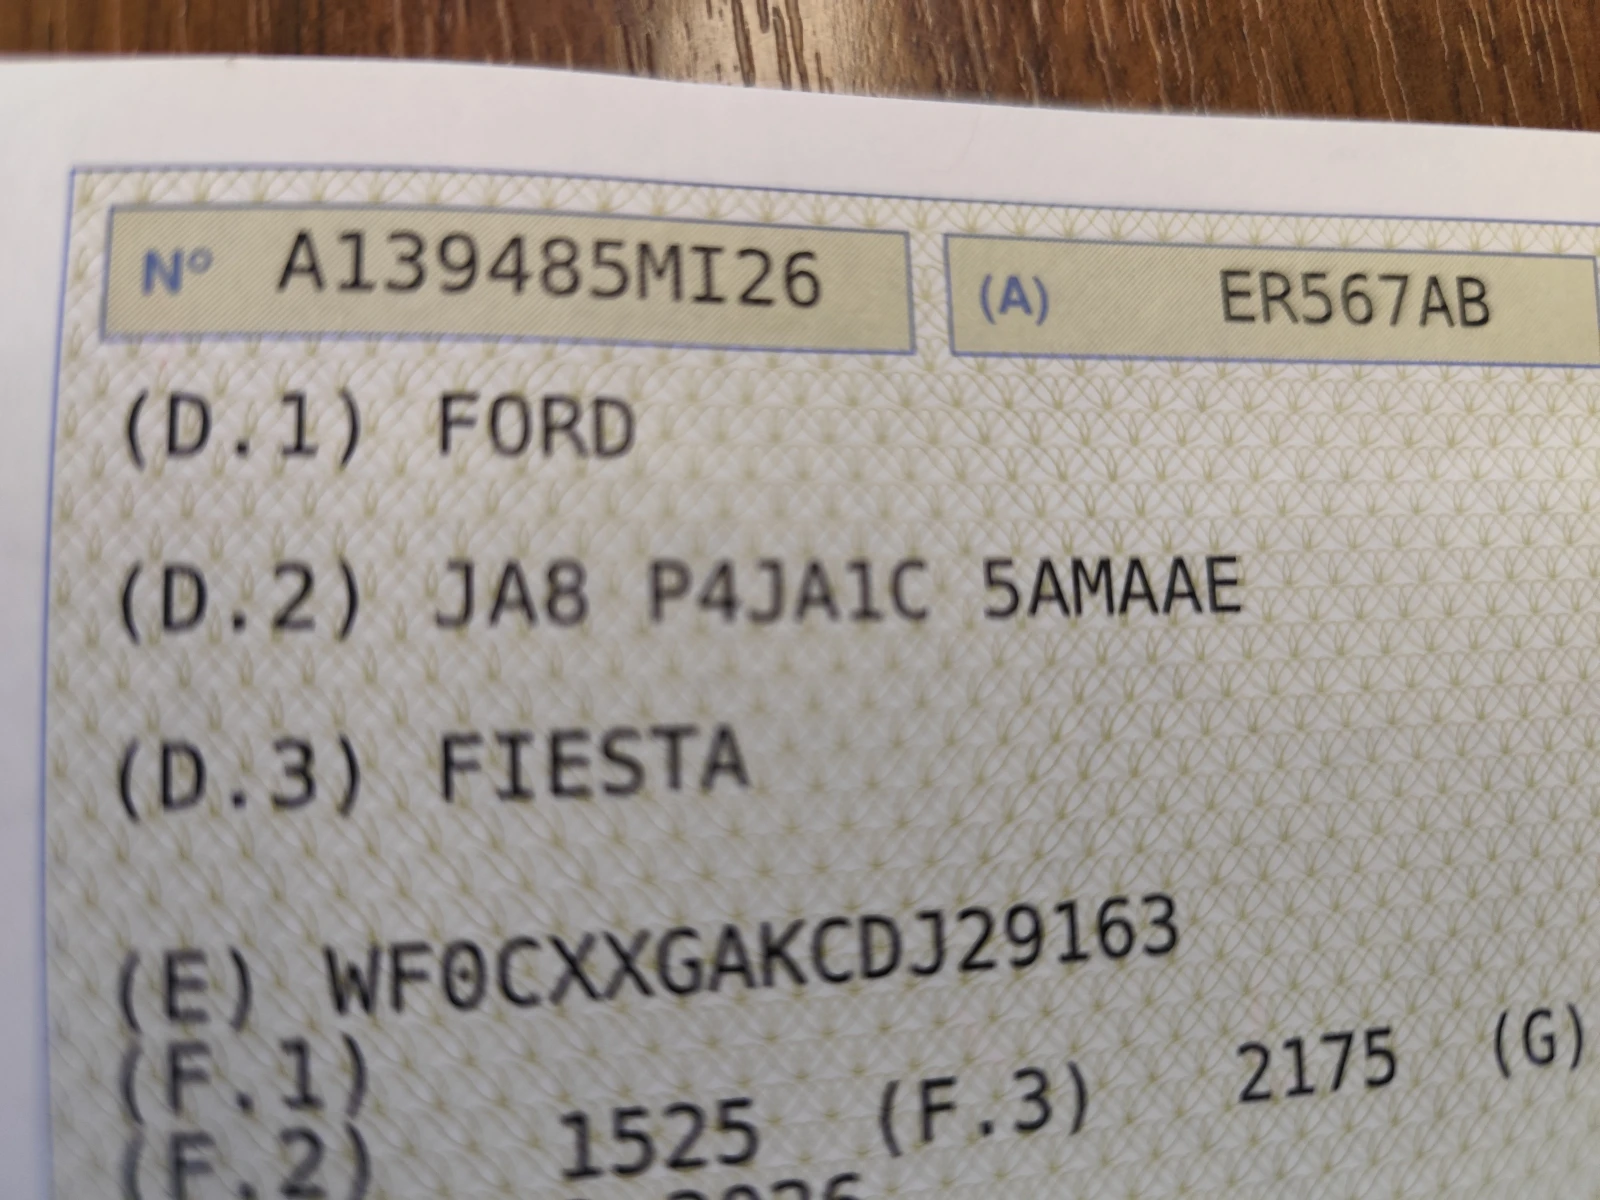 N° A139485MI26 (A) ER567AB
(D.1) FORD
(D.2) JA8 P4JA1C 5AMAAE
(D.3) FIESTA
(E) WF0CXXGAKCDJ29163
(F.1) 1525 (F.3) 2175 (G)
(F.2)